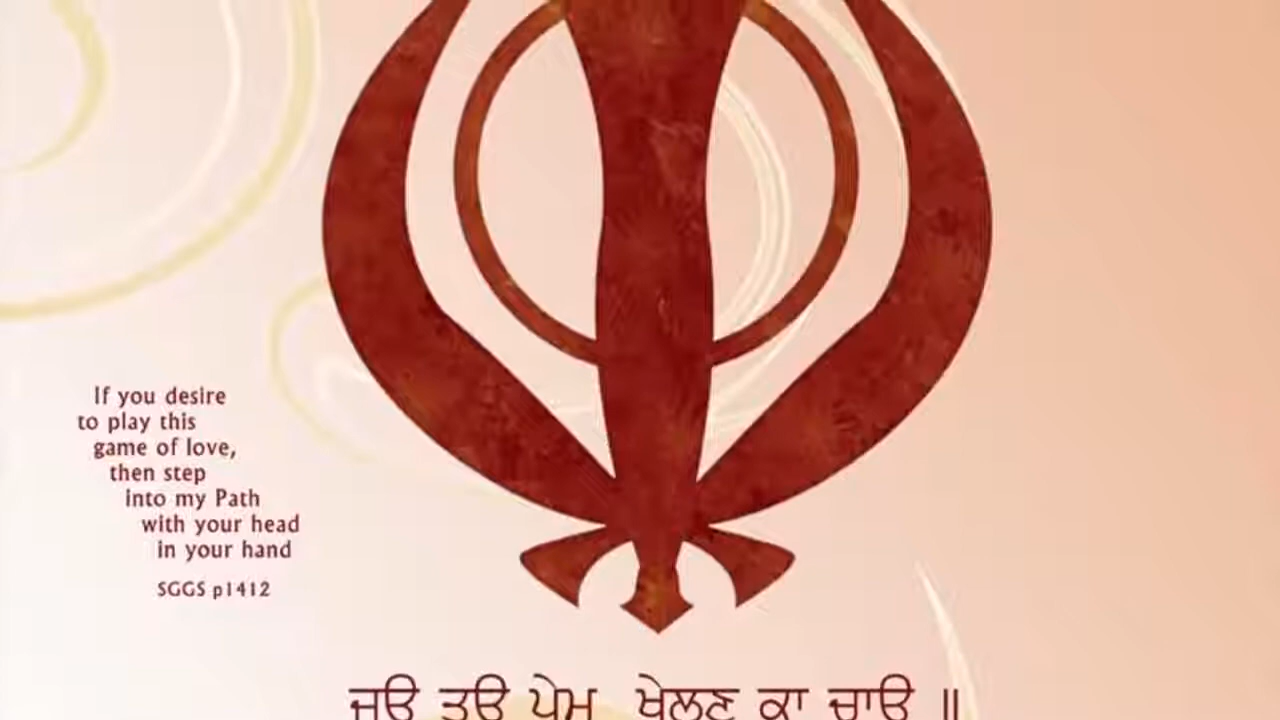 If you desire
to play this
game of love,
then step
into my Path
with your head
in your hand
SGGS p1412
ਜਉ ਤਉ ਪ੍ਰੇਮ ਖੇਲਣ ਕਾ ਚਾਉ ॥